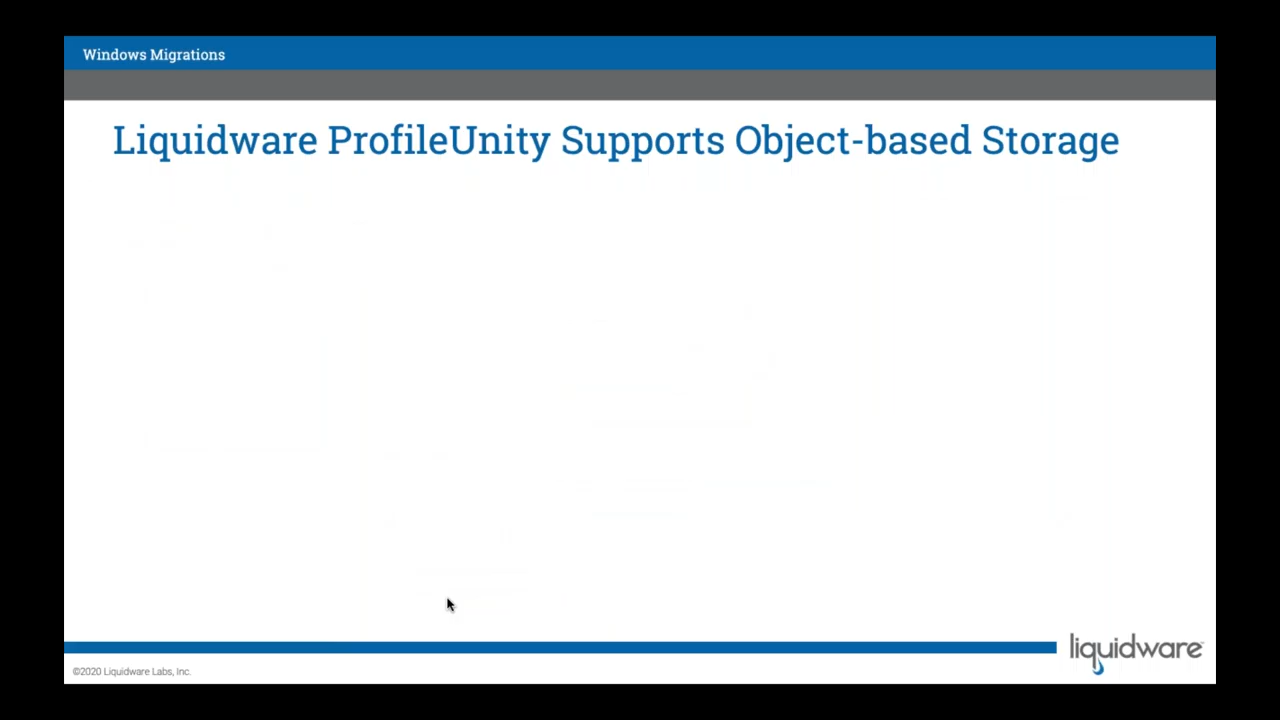 Windows Migrations
Liquidware ProfileUnity Supports Object-based Storage
©2020 Liquidware Labs, Inc.
liquidware